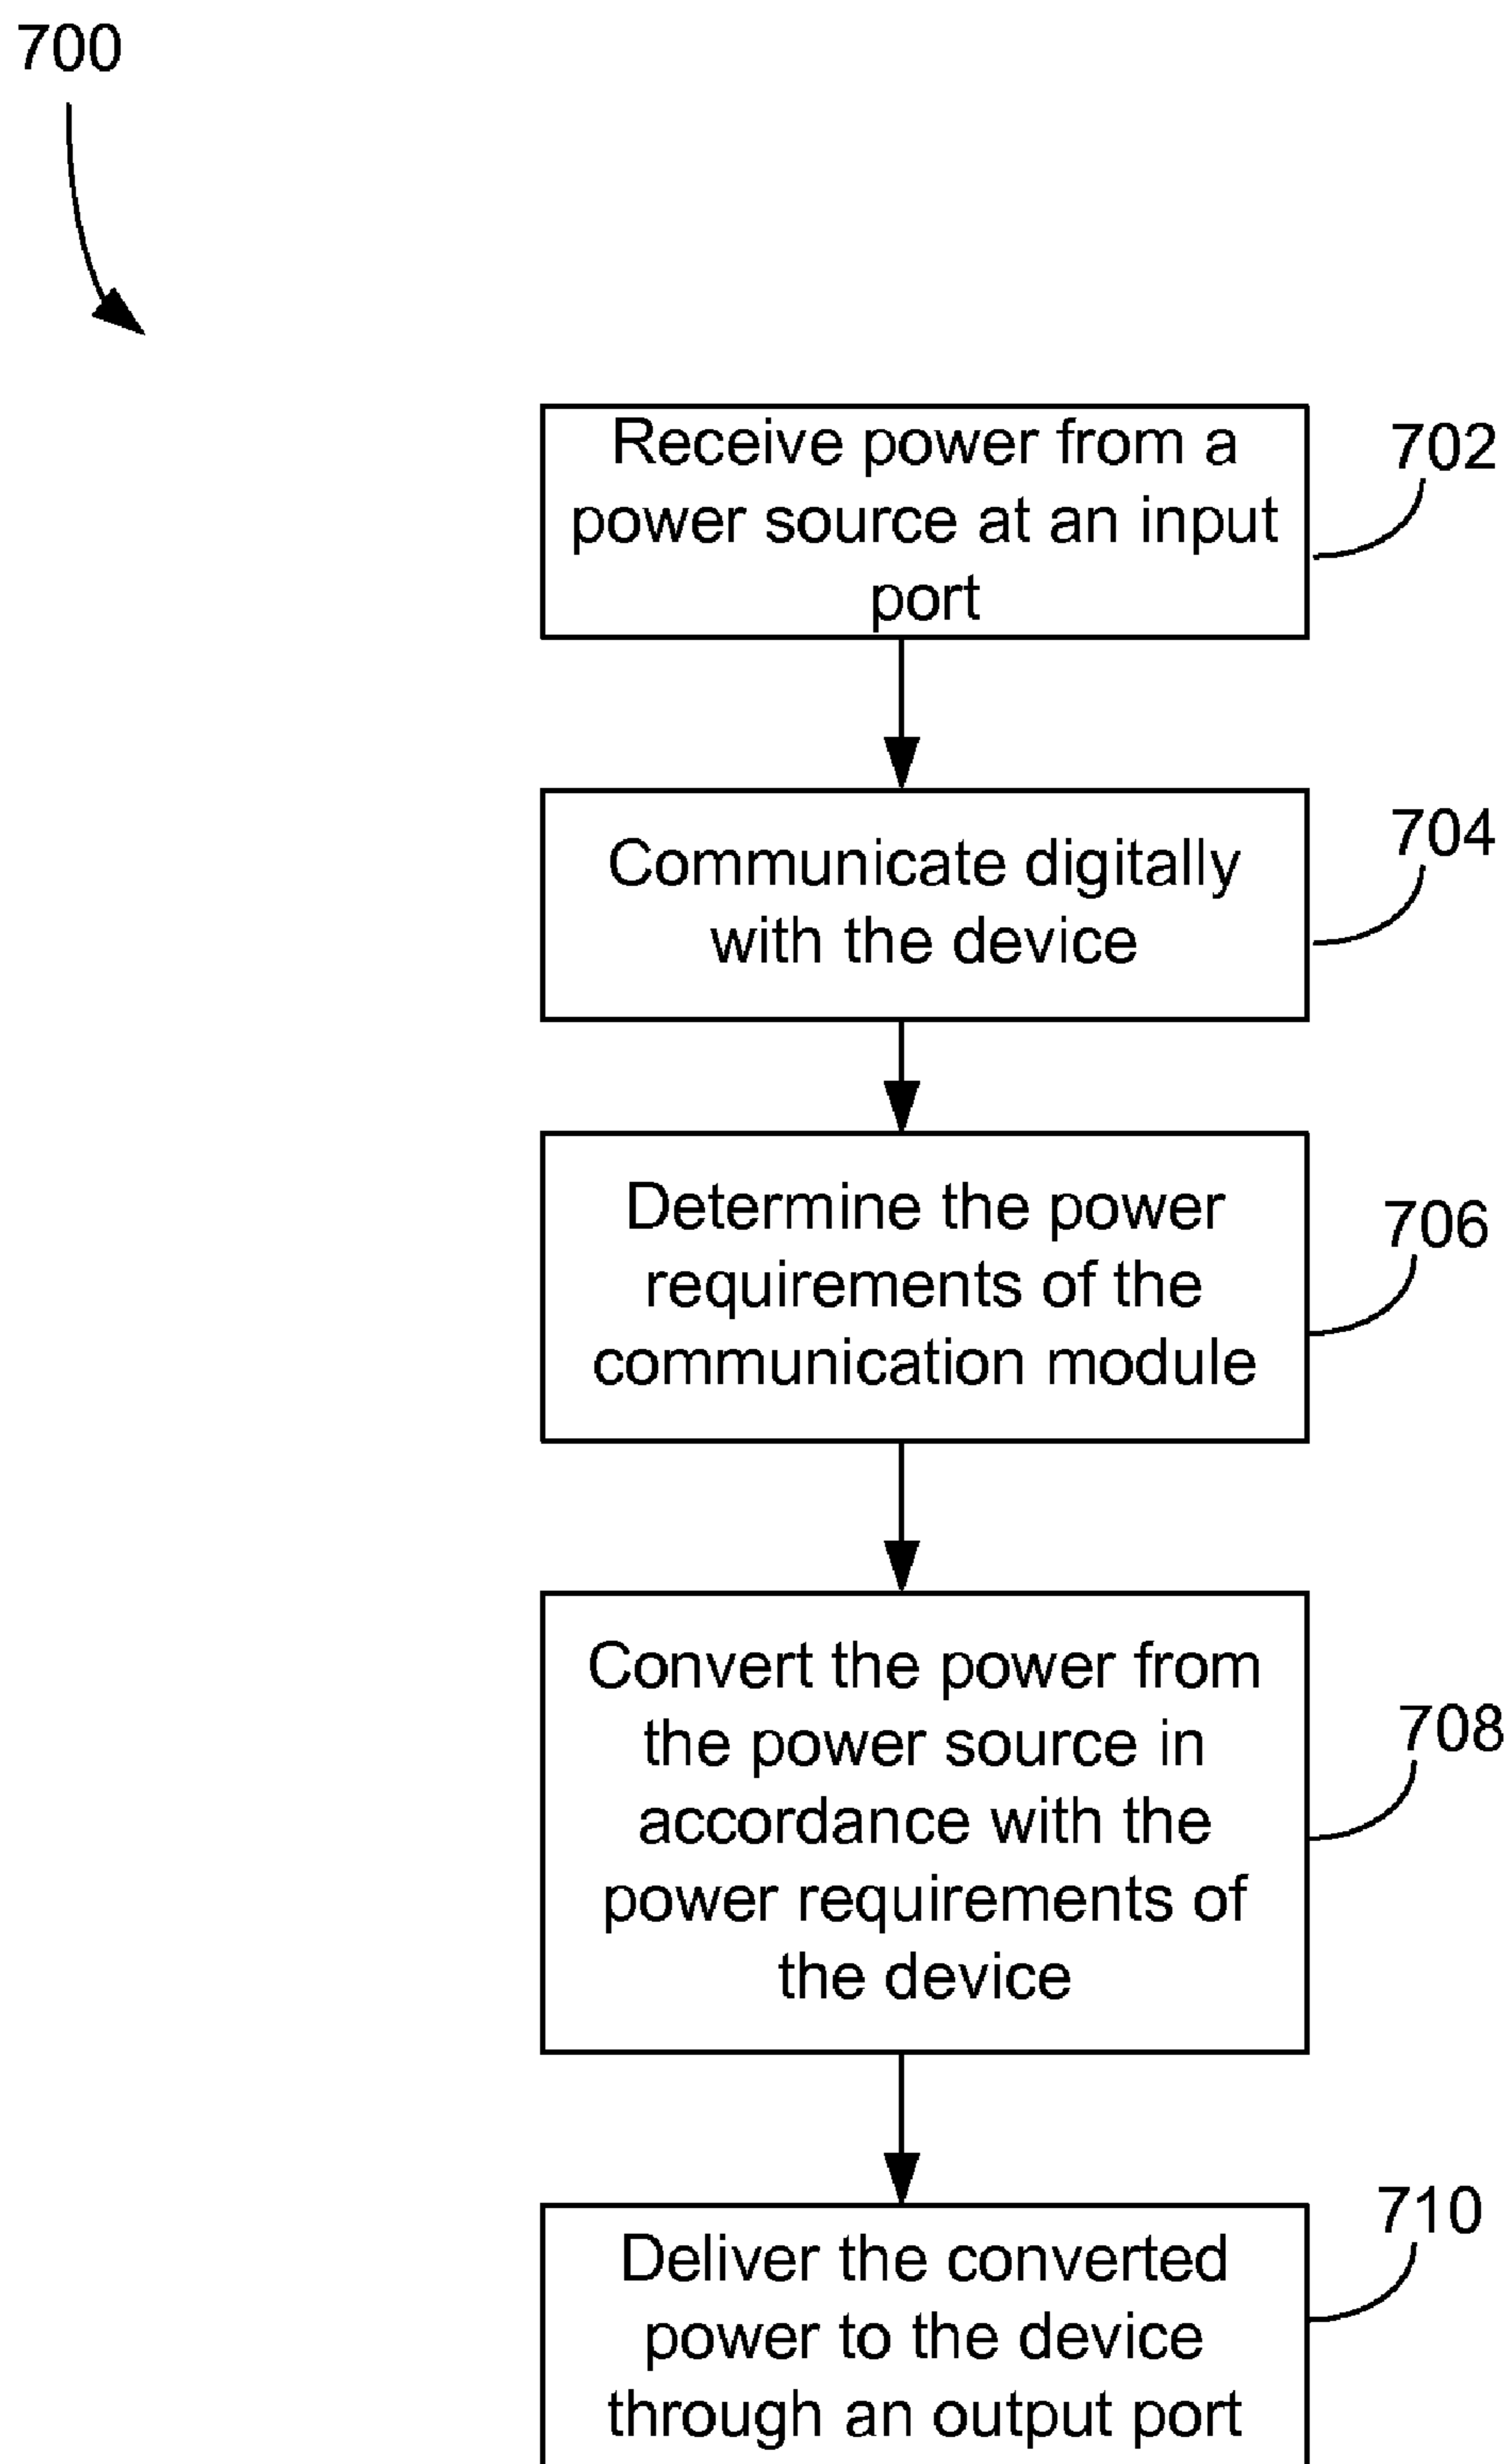 700
Receive power from a
power source at an input
port
702
Communicate digitally
with the device
704
Determine the power
requirements of the
communication module
706
Convert the power from
the power source in
accordance with the
power requirements of
the device
708
Deliver the converted
power to the device
through an output port
710